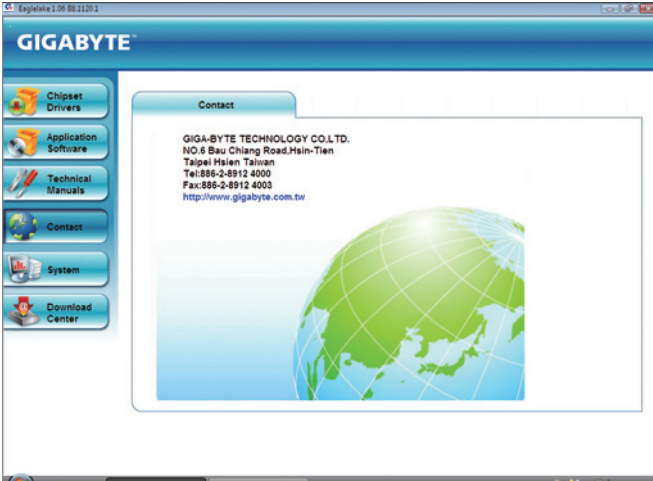 Eaglelake 1.06 B8.1120.1
GIGABYTE™
Chipset
Drivers
Application
Software
Technical
Manuals
Contact
System
Download
Center
Contact
GIGA-BYTE TECHNOLOGY CO.LTD.
NO.6 Bau Chiang Road,Hsin-Tien
Taipei Hsien Taiwan
Tel:886-2-8912 4000
Fax:886-2-8912 4003
http://www.gigabyte.com.tw